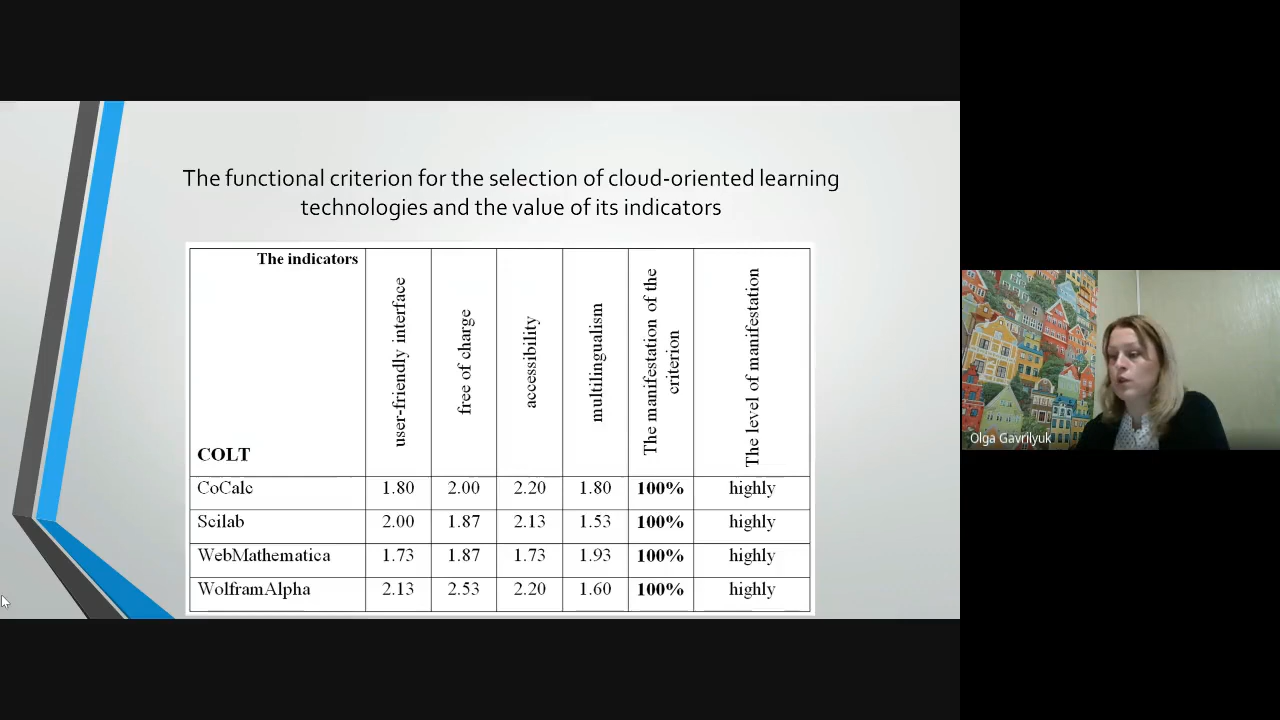 The functional criterion for the selection of cloud-oriented learning
technologies and the value of its indicators
The indicators
COLT
user-friendly interface
free of charge
accessibility
multilingualism
The manifestation of the
criterion
The level of manifestation
CoCalc 1.80 2.00 2.20 1.80 100% highly
Scilab 2.00 1.87 2.13 1.53 100% highly
WebMathematica 1.73 1.87 1.73 1.93 100% highly
WolframAlpha 2.13 2.53 2.20 1.60 100% highly
Olga Gavrilyuk